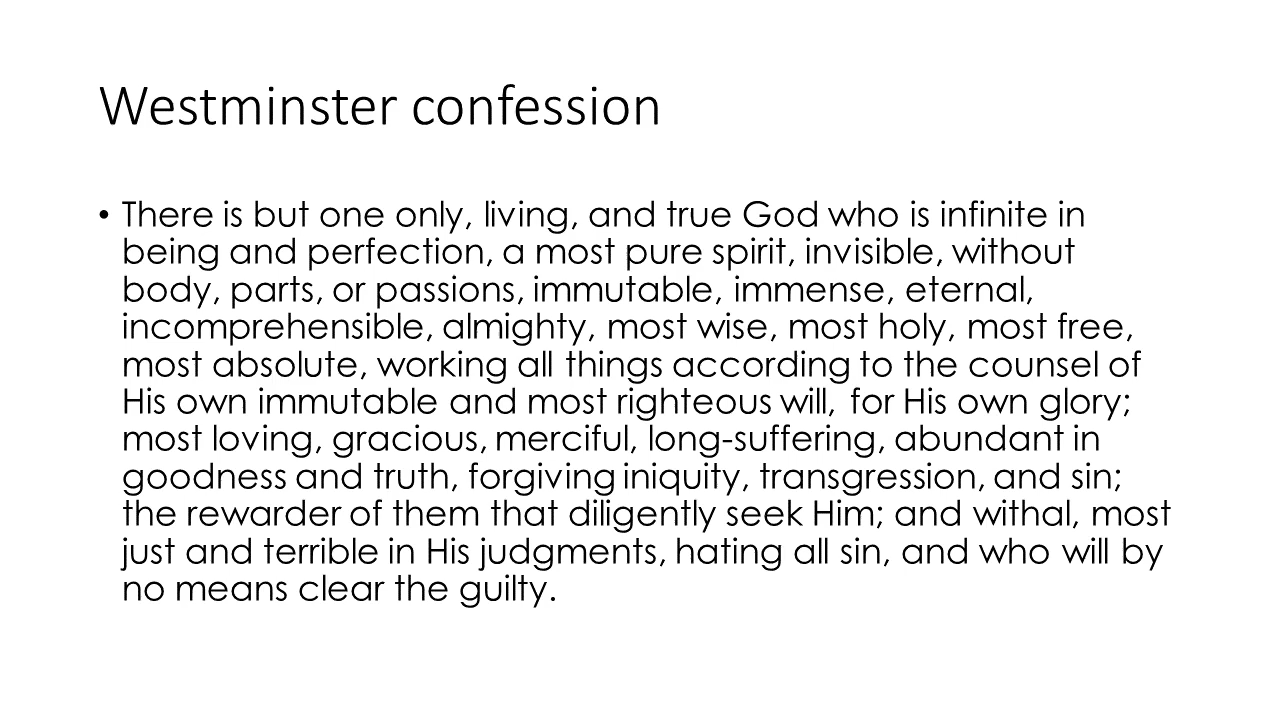 Westminster confession
• There is but one only, living, and true God who is infinite in
being and perfection, a most pure spirit, invisible, without
body, parts, or passions, immutable, immense, eternal,
incomprehensible, almighty, most wise, most holy, most free,
most absolute, working all things according to the counsel of
His own immutable and most righteous will, for His own glory;
most loving, gracious, merciful, long-suffering, abundant in
goodness and truth, forgiving iniquity, transgression, and sin;
the rewarder of them that diligently seek Him; and withal, most
just and terrible in His judgments, hating all sin, and who will by
no means clear the guilty.